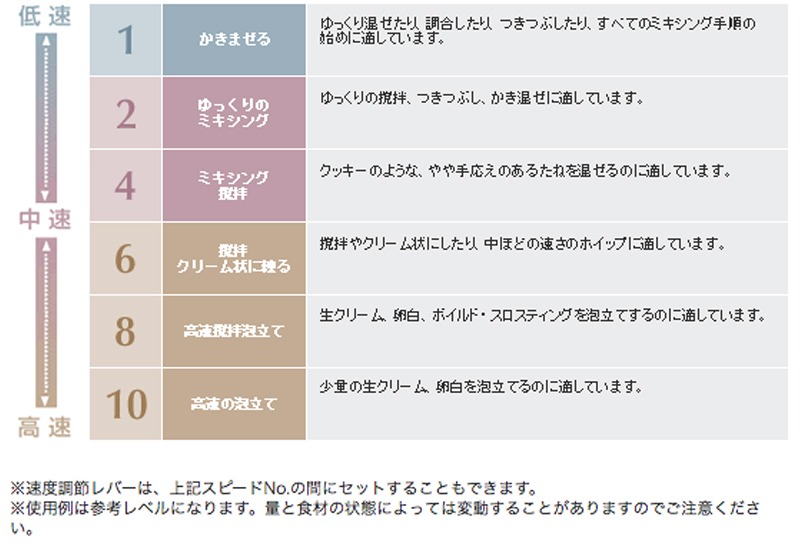 低速
1
かきまぜる
ゆっくり混ぜたり、調合したり、つきつぶしたり、すべてのミキシング手順の
始めに適しています。
2
ゆっくりの
ミキシング
ゆっくりの撹拌、つきつぶし、かき混ぜに適しています。
4
ミキシング
撹拌
クッキーのような、やや手応えのあるたねを混ぜるのに適しています。
中速
6
撹拌
クリーム状に練る
撹拌やクリーム状にしたり、中ほどの速さのホイップに適しています。
8
高速撹拌泡立て
生クリーム、卵白、ボイルド・スロスティングを泡立てするのに適しています。
10
高速の泡立て
少量の生クリーム、卵白を泡立てるのに適しています。
高速
※速度調節レバーは、上記スピードNo.の間にセットすることもできます。
※使用例は参考レベルになります。量と食材の状態によっては変動することがありますのでご注意くださ
い。